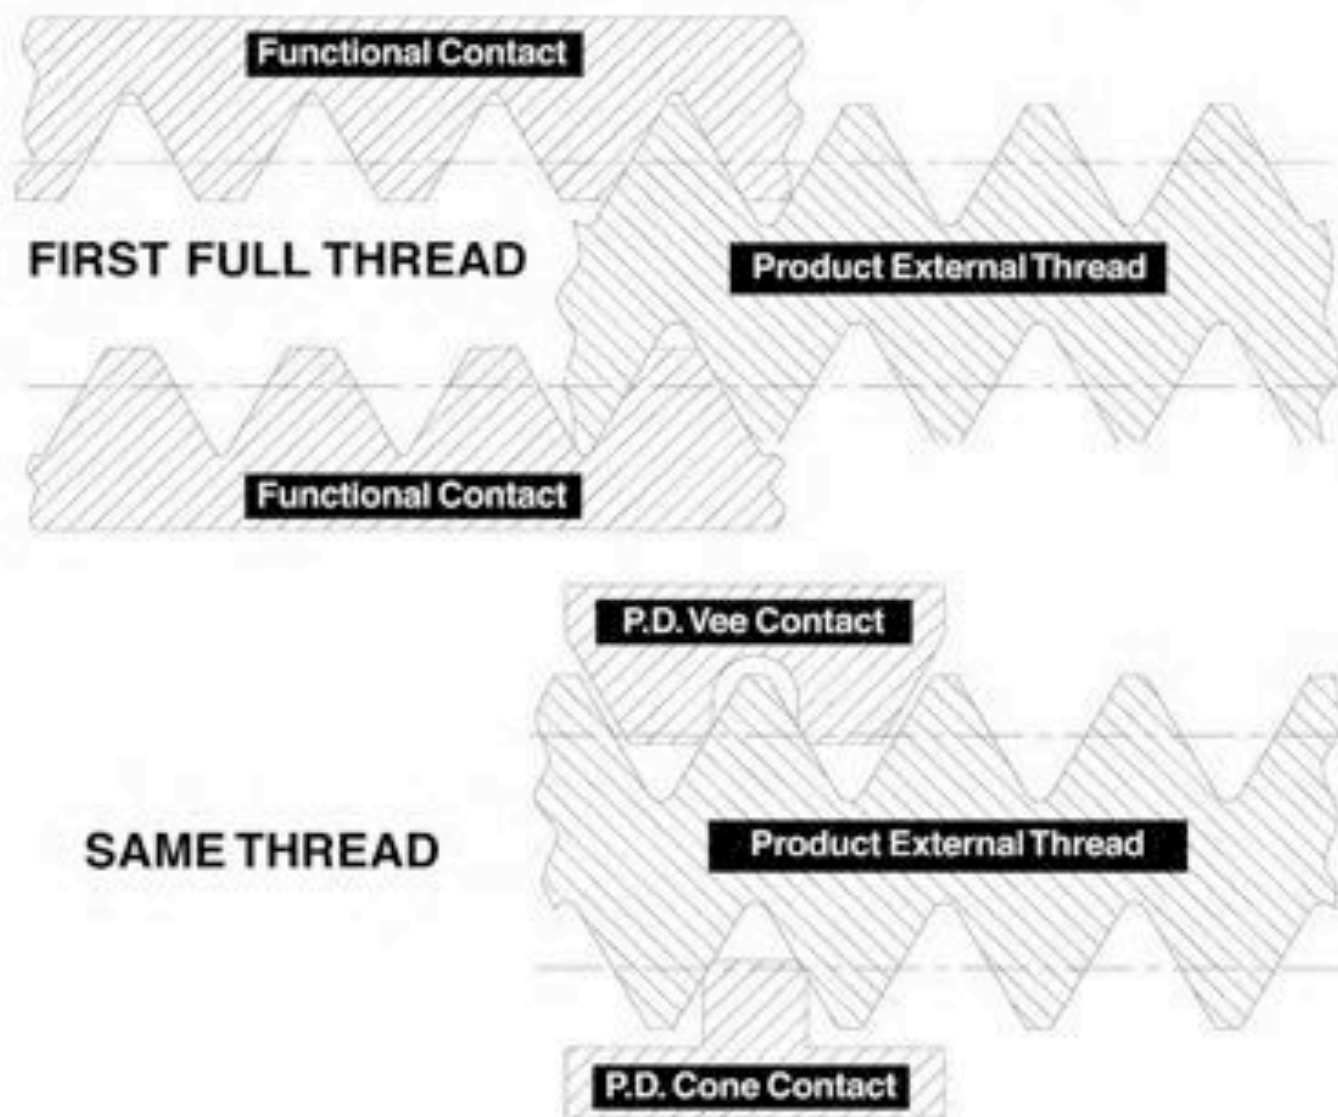 Functional Contact
FIRST FULL THREAD
Product External Thread
Functional Contact
P.D. Vee Contact
SAME THREAD
Product External Thread
P.D. Cone Contact